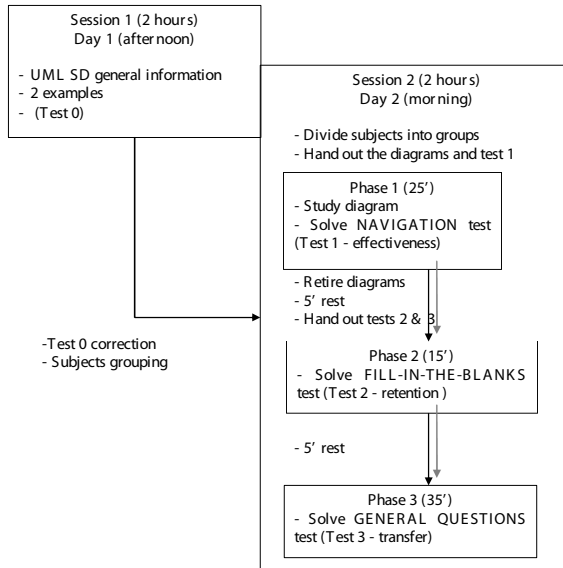 Session 1 (2 hours)
Day 1 (afternoon)
- UML SD general information
- 2 examples
- (Test 0)
-Test 0 correction
- Subjects grouping
Session 2 (2 hours)
Day 2 (morning)
- Divide subjects into groups
- Hand out the diagrams and test 1
Phase 1 (25')
- Study diagram
- Solve NAVIGATION test
(Test 1 - effectiveness)
- Retire diagrams
- 5' rest
- Hand out tests 2 & 3
Phase 2 (15')
- Solve FILL-IN-THE-BLANKS
test (Test 2 - retention )
- 5' rest
Phase 3 (35')
- Solve GENERAL QUESTIONS
test (Test 3 - transfer)